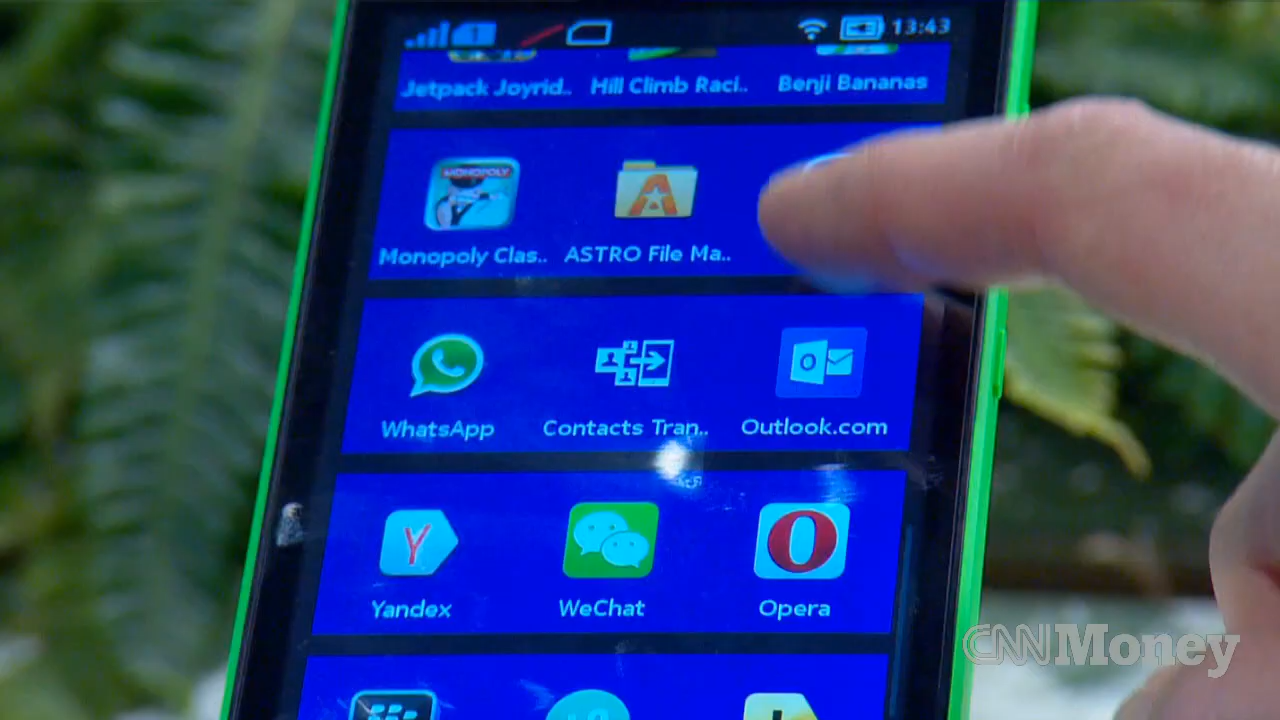 1
13:43
Jetpack Joyrid..
Hill Climb Raci..
Benji Bananas
MONOPOLY
Monopoly Clas..
ASTRO File Ma..
WhatsApp
Contacts Tran..
Outlook.com
Yandex
WeChat
Opera
CNNMoney